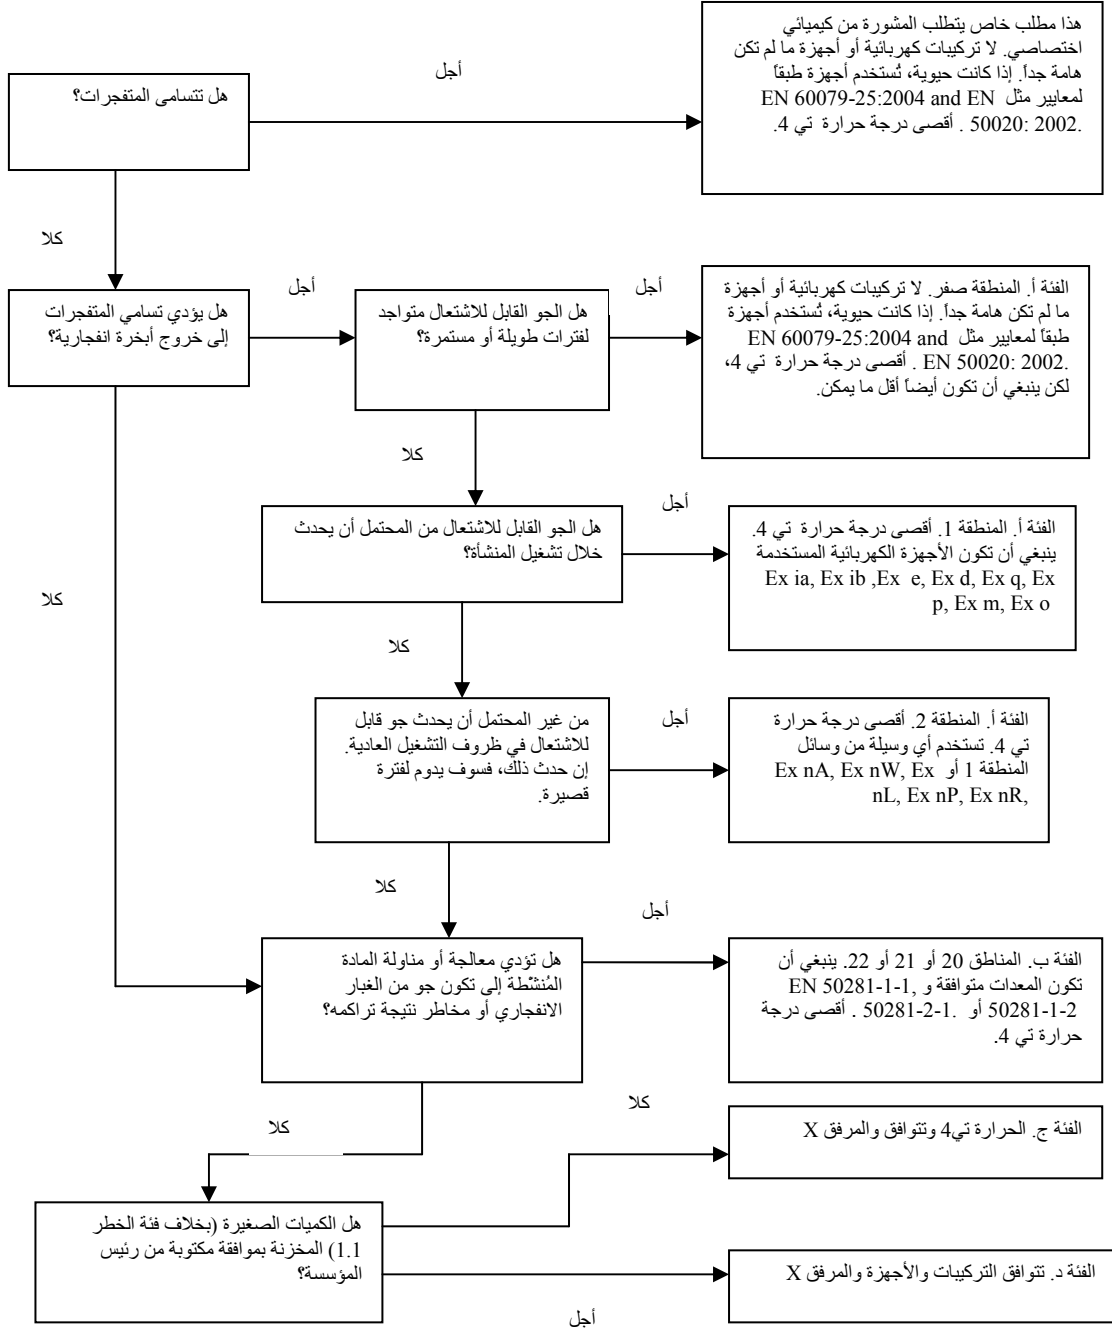 هذا مطلب خاص يتطلب المشورة من كيميائي
اختصاصي. لا تركيبات كهربائية أو أجهزة ما لم تكن
هامة جداً. إذا كانت حيوية، تُستخدم أجهزة طبقاً
لمعايير مثل EN 60079-25:2004 and EN
50020: 2002. . أقصى درجة حرارة تي 4.
أجل
هل تتسامى المتفجرات؟
كلا
هل يؤدي تسامي المتفجرات
إلى خروج أبخرة انفجارية؟
أجل
هل الجو القابل للاشتعال متواجد
لفترات طويلة أو مستمرة؟
أجل
الفئة أ. المنطقة صفر. لا تركيبات كهربائية أو أجهزة
ما لم تكن هامة جداً. إذا كانت حيوية، تُستخدم أجهزة
طبقاً لمعايير مثل EN 60079-25:2004 and
EN 50020: 2002. . أقصى درجة حرارة تي 4،
لكن ينبغي أن تكون أيضاً أقل ما يمكن.
كلا
هل الجو القابل للاشتعال من المحتمل أن يحدث
خلال تشغيل المنشأة؟
أجل
الفئة أ. المنطقة 1. أقصى درجة حرارة تي 4.
ينبغي أن تكون الأجهزة الكهربائية المستخدمة
Ex ia, Ex ib ,Ex e, Ex d, Ex q, Ex
p, Ex m, Ex o
كلا
كلا
من غير المحتمل أن يحدث جو قابل
للاشتعال في ظروف التشغيل العادية.
إن حدث ذلك، فسوف يدوم لفترة
قصيرة.
أجل
الفئة أ. المنطقة 2. أقصى درجة حرارة
تي 4. تستخدم أي وسيلة من وسائل
المنطقة 1 أو Ex nA, Ex nW, Ex
nL, Ex nP, Ex nR,
كلا
هل تؤدي معالجة أو مناولة المادة
المُنشّطة إلى تكون جو من الغبار
الانفجاري أو مخاطر نتيجة تراكمه؟
أجل
الفئة ب. المناطق 20 أو 21 أو 22. ينبغي أن
تكون المعدات متوافقة و EN 50281-1-1,
50281-1-2 أو 50281-2-1. . أقصى درجة
حرارة تي 4.
كلا
كلا
الفئة ج. الحرارة تي4 وتتوافق والمرفق X
هل الكميات الصغيرة (بخلاف فئة الخطر
1.1) المخزنة بموافقة مكتوبة من رئيس
المؤسسة؟
أجل
الفئة د. تتوافق التركيبات والأجهزة والمرفق X